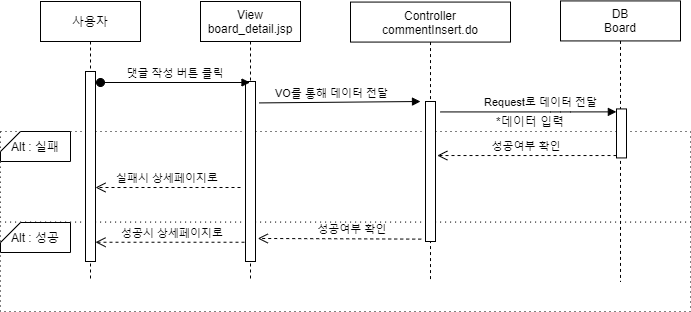 사용자
View
board_detail.jsp
Controller
commentInsert.do
DB
Board
댓글 작성 버튼 클릭
VO를 통해 데이터 전달
Request로 데이터 전달
*데이터 입력
Alt : 실패
성공여부 확인
실패시 상세페이지로
Alt : 성공
성공시 상세페이지로
성공여부 확인